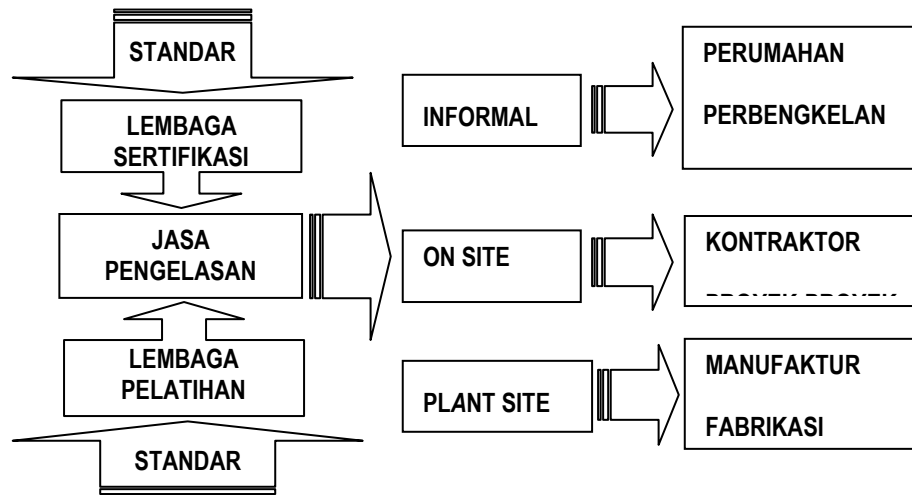 STANDAR
LEMBAGA
SERTIFIKASI
JASA
PENGELASAN
LEMBAGA
PELATIHAN
STANDAR
INFORMAL
ON SITE
PLANT SITE
PERUMAHAN
PERBENGKELAN
KONTRAKTOR
MANUFAKTUR
FABRIKASI